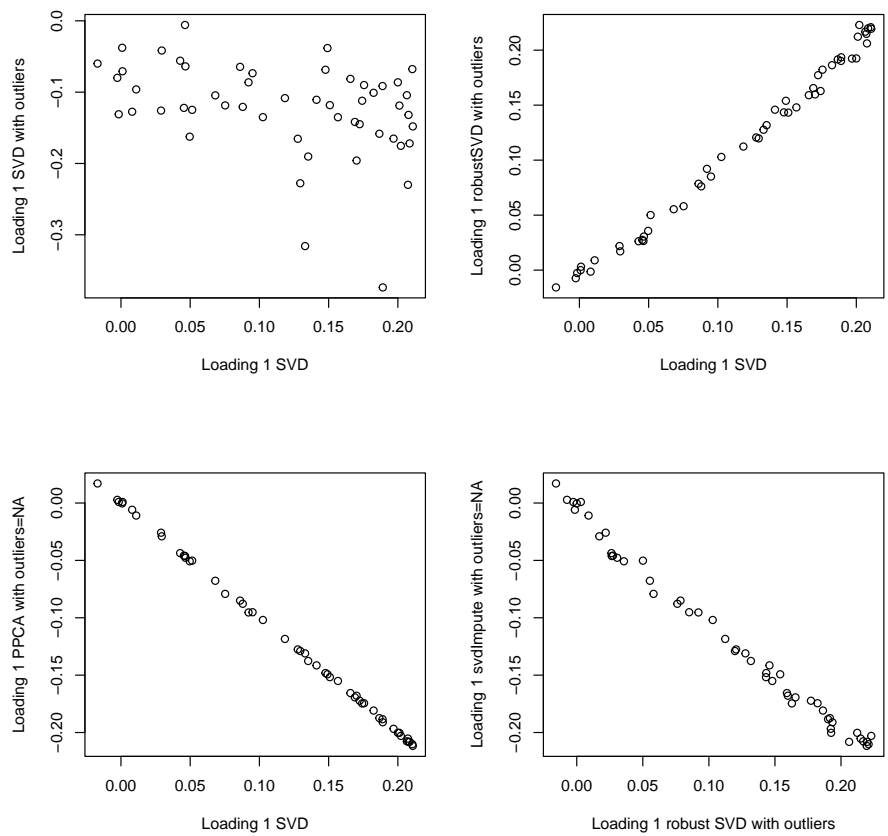 0.0
−0.1
−0.2
−0.3
Loading 1 SVD with outliers
0.00 0.05 0.10 0.15 0.20
Loading 1 SVD
0.20
0.15
0.10
0.05
0.00
Loading 1 robustSVD with outliers
0.00 0.05 0.10 0.15 0.20
Loading 1 SVD
0.00
−0.05
−0.10
−0.15
−0.20
Loading 1 PPCA with outliers=NA
0.00 0.05 0.10 0.15 0.20
Loading 1 SVD
0.00
−0.05
−0.10
−0.15
−0.20
Loading 1 svdImpute with outliers=NA
0.00 0.05 0.10 0.15 0.20
Loading 1 robust SVD with outliers